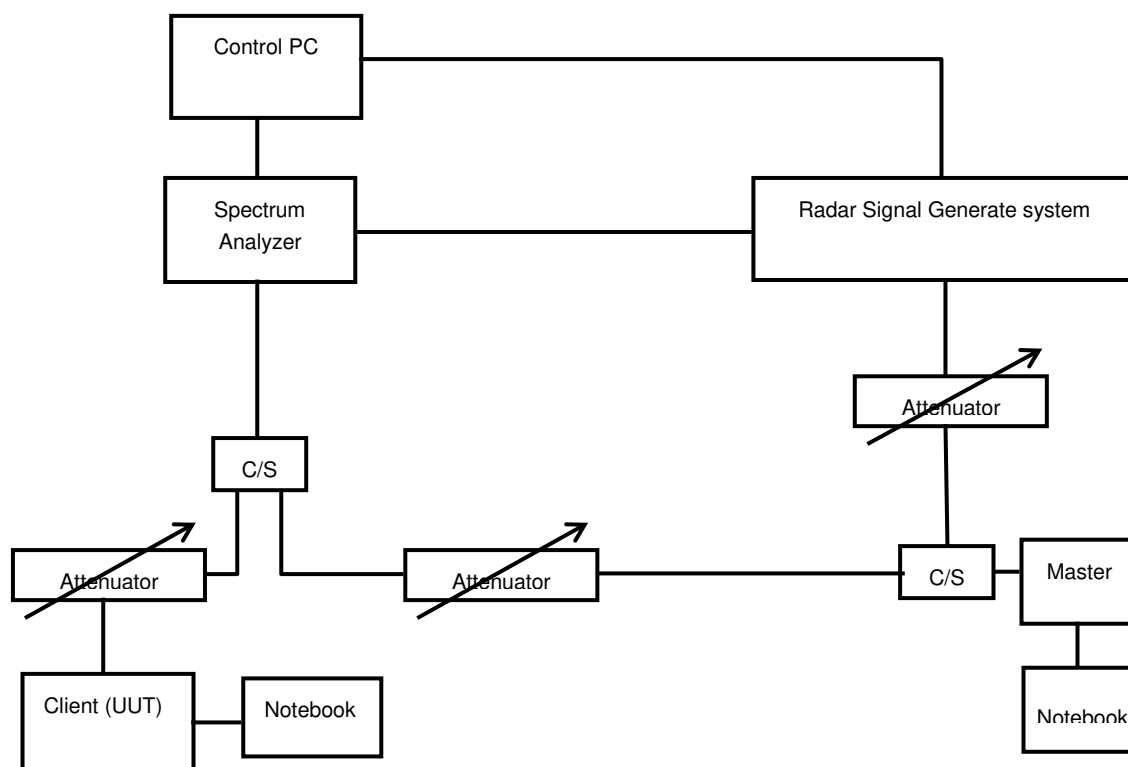 Control PC
Spectrum
Analyzer
Radar Signal Generate system
Attenuator
C/S
Attenuator
Attenuator
C/S
Master
Client (UUT)
Notebook
Notebook